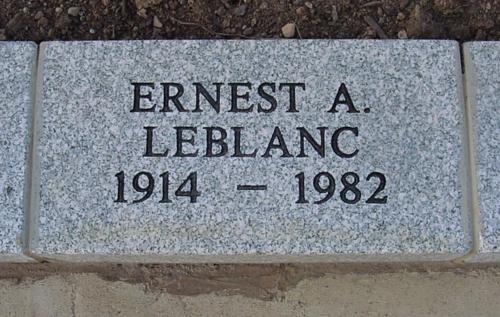 ERNEST A.
LEBLANC
1914 — 1982